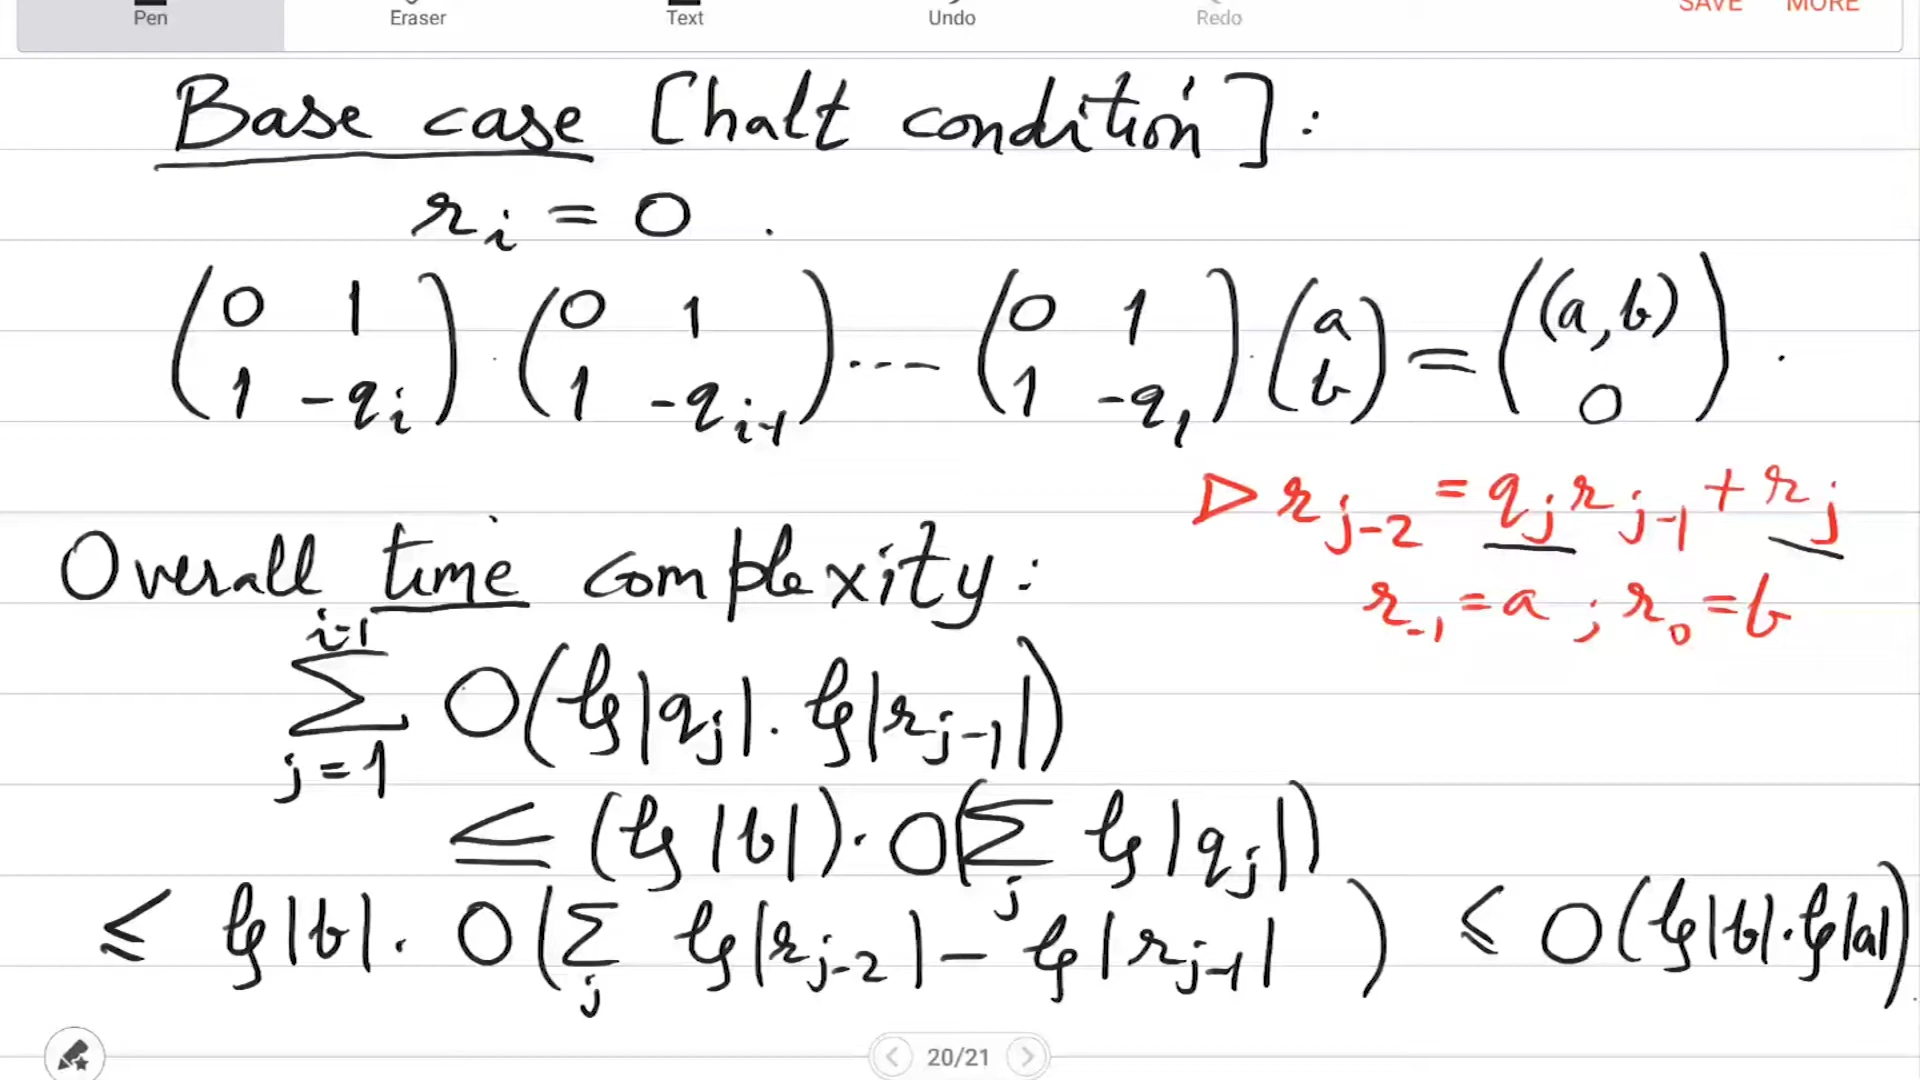 Pen Eraser Text Undo Redo SAVE MORE
Base case [halt condition]:
r_i = 0 .
(0 1; 1 -q_i) · (0 1; 1 -q_{i-1}) ---- (0 1; 1 -q_1) · (a; b) = ((a, b); 0) .
▷ r_{j-2} = q_j r_{j-1} + r_j
r_{-1} = a ; r_0 = b
Overall time complexity:
∑_{j=1}^{i-1} O(lg|q_j| · lg|r_{j-1}|)
≤ (lg |b|) · O(∑_j lg |q_j|)
≤ lg |b| · O(∑_j lg |r_{j-2}| - lg |r_{j-1}| ) ≤ O(lg|b| · lg|a|) .
20/21